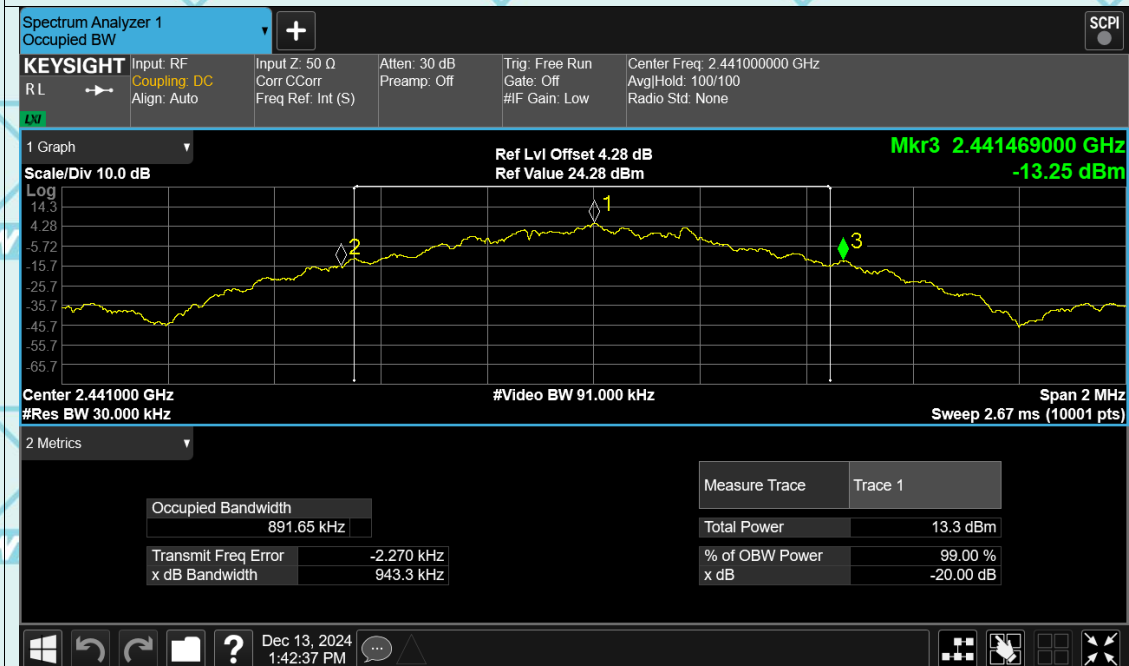 Spectrum Analyzer 1
Occupied BW
+
SCPI
KEYSIGHT
RL
LXI
Input: RF
Coupling: DC
Align: Auto
Input Z: 50 Ω
Corr CCorr
Freq Ref: Int (S)
Atten: 30 dB
Preamp: Off
Trig: Free Run
Gate: Off
#IF Gain: Low
Center Freq: 2.441000000 GHz
Avg|Hold: 100/100
Radio Std: None
1 Graph
Scale/Div 10.0 dB
Ref Lvl Offset 4.28 dB
Ref Value 24.28 dBm
Mkr3 2.441469000 GHz
-13.25 dBm
Log
14.3
4.28
-5.72
-15.7
-25.7
-35.7
-45.7
-55.7
-65.7
1
2
3
Center 2.441000 GHz
#Video BW 91.000 kHz
Span 2 MHz
#Res BW 30.000 kHz
Sweep 2.67 ms (10001 pts)
2 Metrics
Occupied Bandwidth
891.65 kHz
Transmit Freq Error -2.270 kHz
x dB Bandwidth 943.3 kHz
Measure Trace Trace 1
Total Power 13.3 dBm
% of OBW Power 99.00 %
x dB -20.00 dB
?
Dec 13, 2024
1:42:37 PM